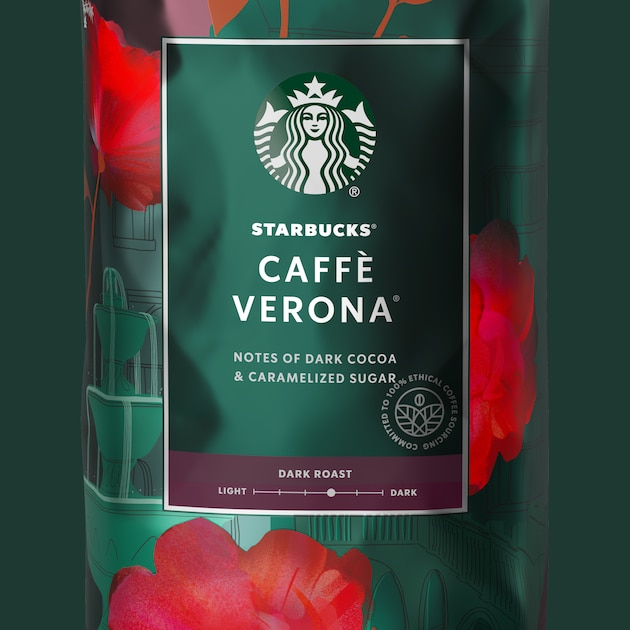 ®
STARBUCKS®
CAFFÈ
VERONA®
NOTES OF DARK COCOA
& CARAMELIZED SUGAR
COMMITTED TO 100% ETHICAL COFFEE SOURCING
DARK ROAST
LIGHT DARK